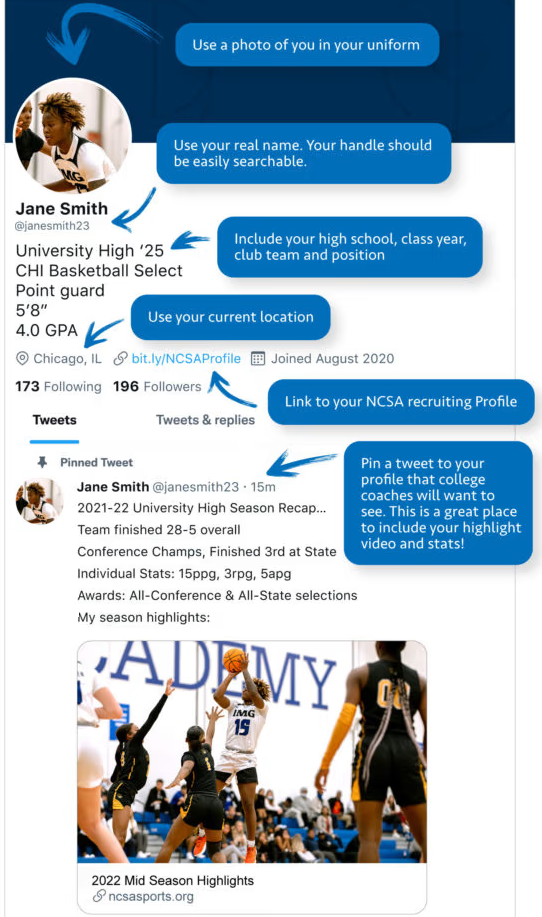 Use a photo of you in your uniform
Use your real name. Your handle should
be easily searchable.
Jane Smith
@janesmith23
Include your high school, class year,
club team and position
University High ‘25
CHI Basketball Select
Point guard
5’8”
4.0 GPA
Use your current location
Chicago, IL bit.ly/NCSAProfile Joined August 2020
173 Following 196 Followers
Link to your NCSA recruiting Profile
Tweets Tweets & replies
Pinned Tweet
Pin a tweet to your
profile that college
coaches will want to
see. This is a great place
to include your highlight
video and stats!
Jane Smith @janesmith23 · 15m
2021-22 University High Season Recap...
Team finished 28-5 overall
Conference Champs, Finished 3rd at State
Individual Stats: 15ppg, 3rpg, 5apg
Awards: All-Conference & All-State selections
My season highlights:
CADEMY
IMG
15
00
2022 Mid Season Highlights
ncsasports.org